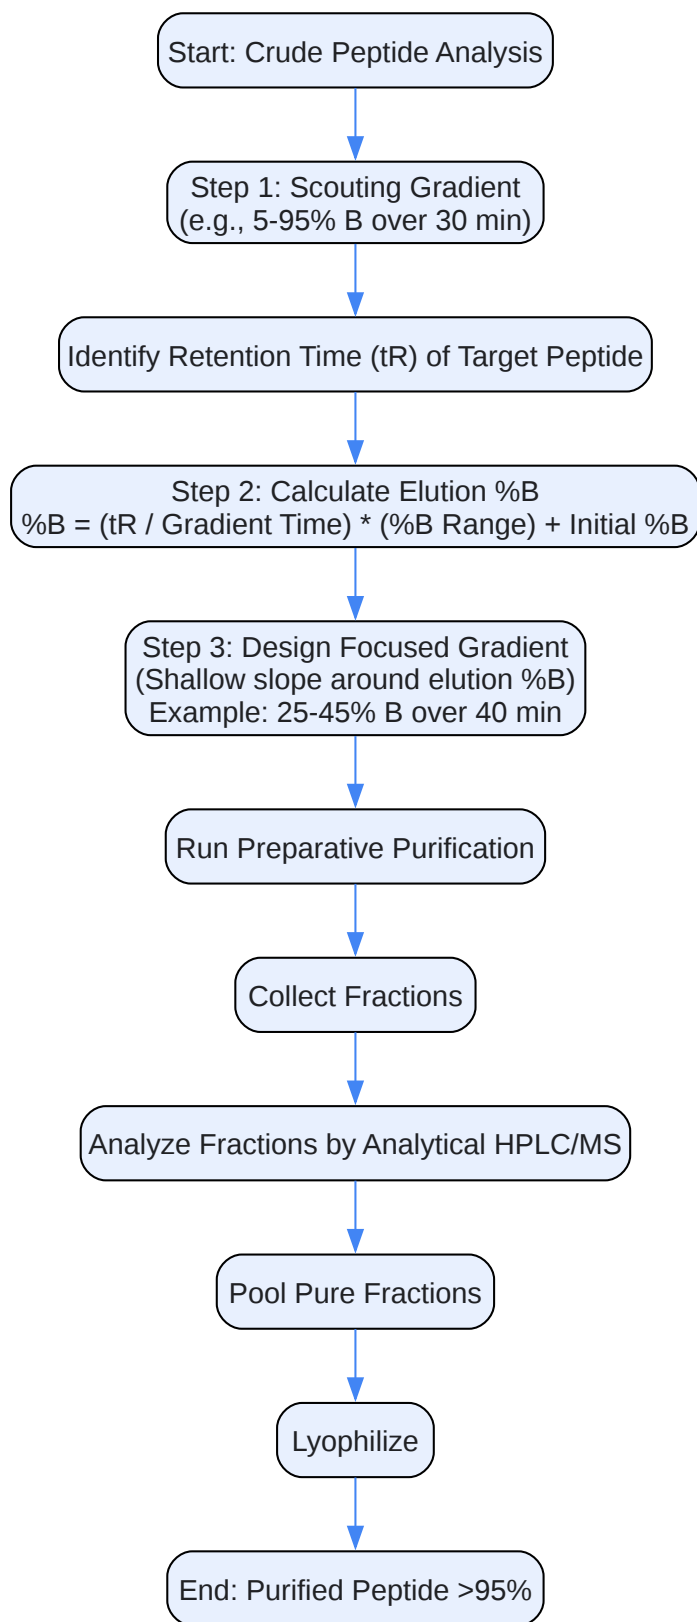 Start: Crude Peptide Analysis
Step 1: Scouting Gradient
(e.g., 5-95% B over 30 min)
Identify Retention Time (tR) of Target Peptide
Step 2: Calculate Elution %B
%B = (tR / Gradient Time) * (%B Range) + Initial %B
Step 3: Design Focused Gradient
(Shallow slope around elution %B)
Example: 25-45% B over 40 min
Run Preparative Purification
Collect Fractions
Analyze Fractions by Analytical HPLC/MS
Pool Pure Fractions
Lyophilize
End: Purified Peptide >95%